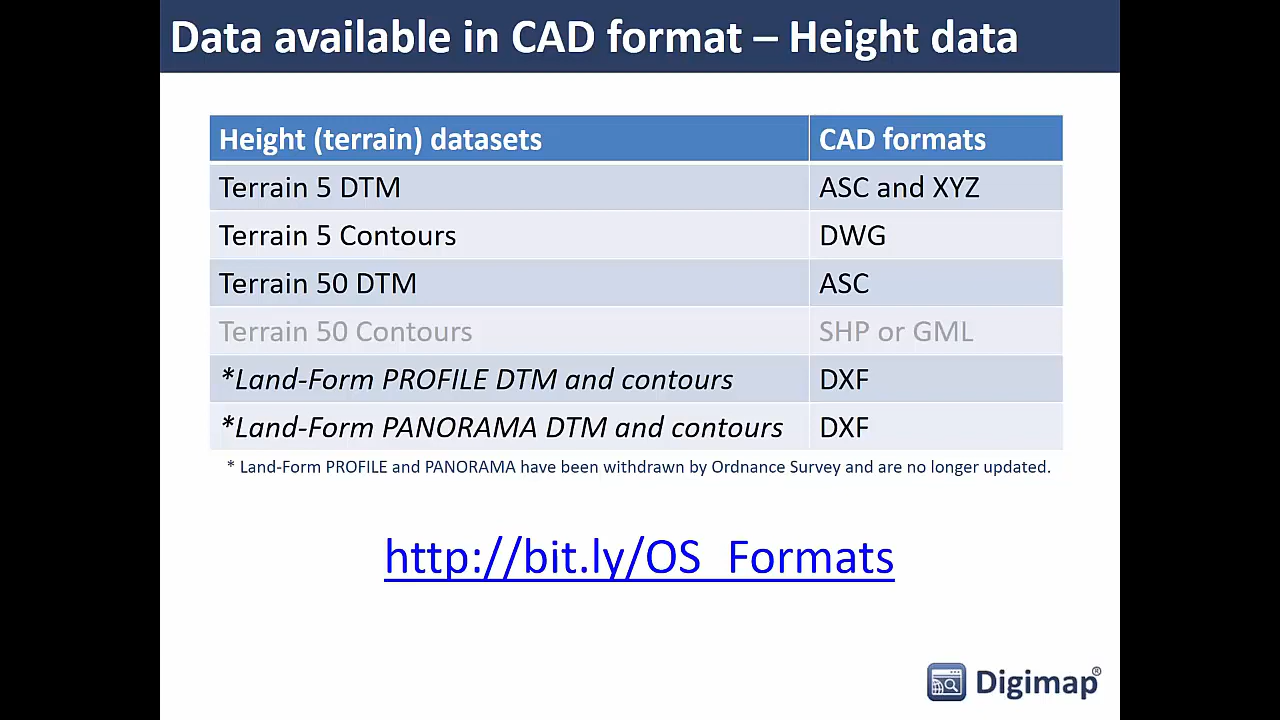 Data available in CAD format – Height data
Height (terrain) datasets CAD formats
Terrain 5 DTM ASC and XYZ
Terrain 5 Contours DWG
Terrain 50 DTM ASC
Terrain 50 Contours SHP or GML
*Land-Form PROFILE DTM and contours DXF
*Land-Form PANORAMA DTM and contours DXF
* Land-Form PROFILE and PANORAMA have been withdrawn by Ordnance Survey and are no longer updated.
http://bit.ly/OS_Formats
Digimap®